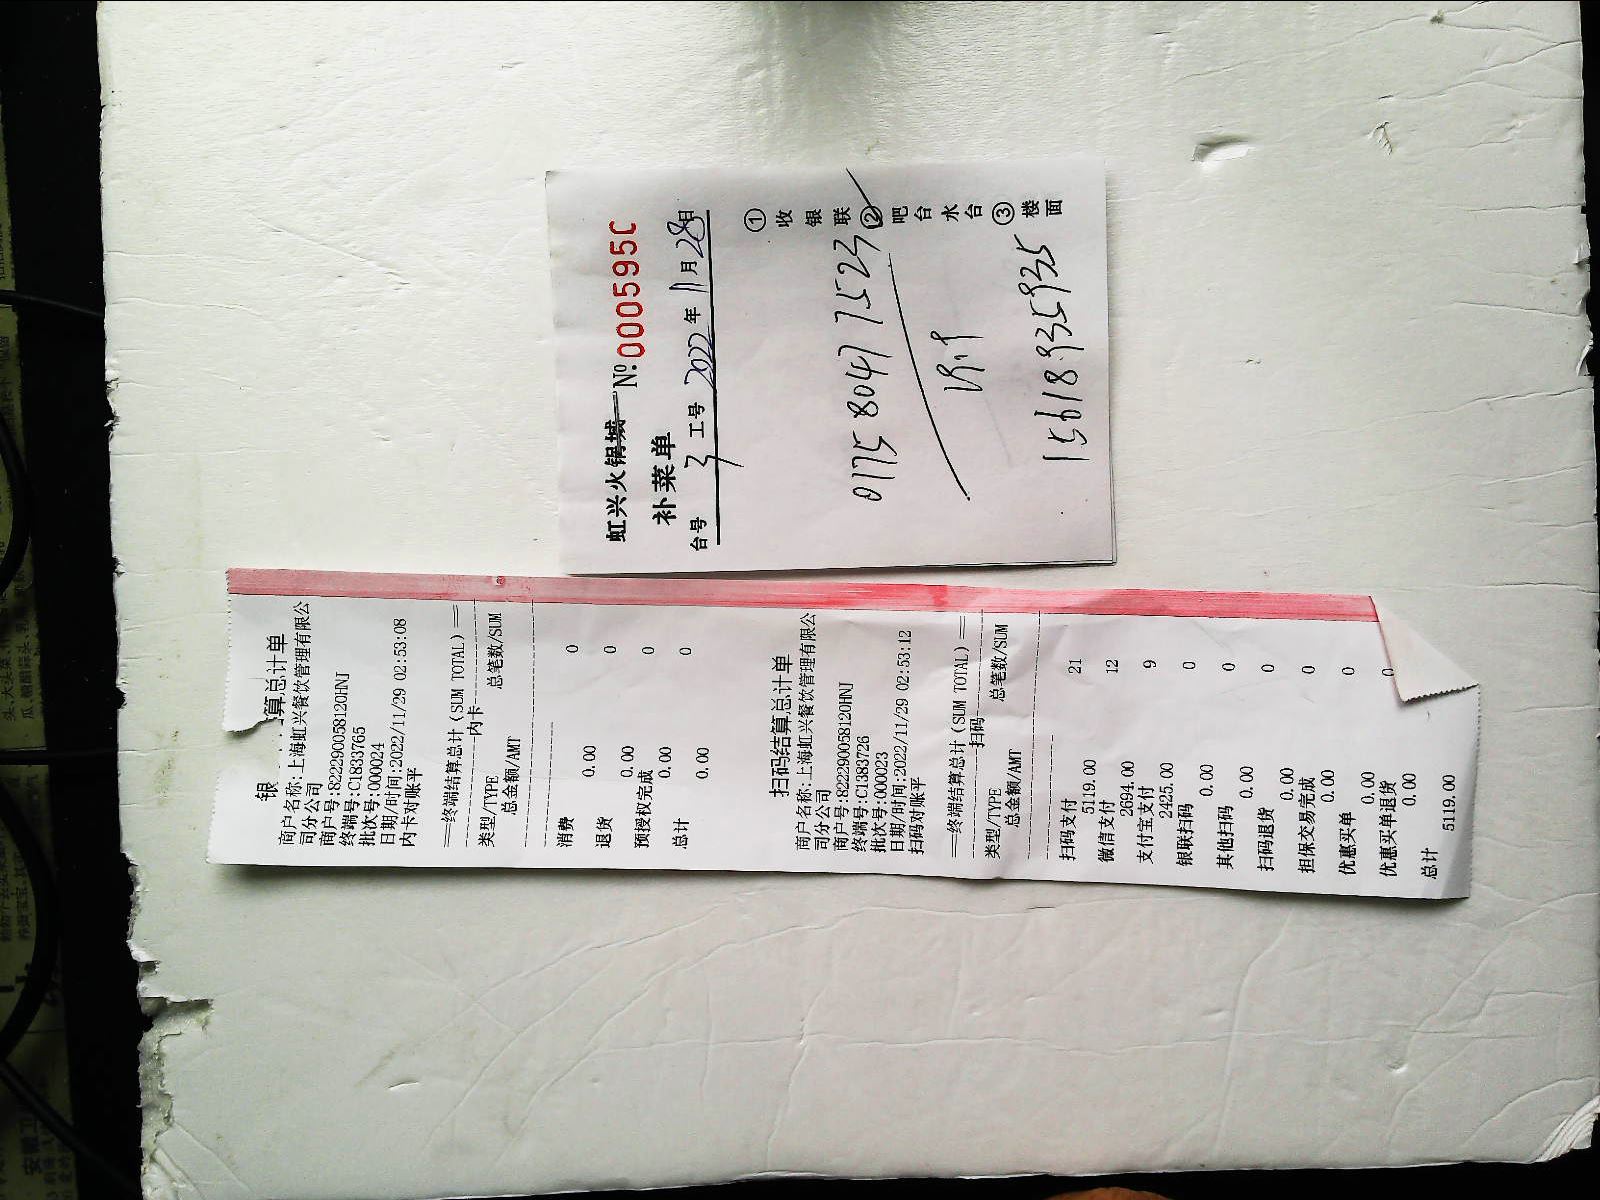 虹兴火锅城 № 000595C
补菜单
台号 3 工号 2022 年 11 月 28 日
①收银联 ②吧台水台 ③楼面
0175 8047 7523
15618935935
银 算总计单
商户名称:上海虹兴餐饮管理有限公
司分公司
商户号:82229005812OHNJ
终端号:C1833765
批次号:000024
日期/时间:2022/11/29 02:53:08
内卡对账平
==终端结算总计(SUM TOTAL)==
内卡
类型/TYPE 总笔数/SUM
总金额/AMT
消费 0
0.00
退货 0
0.00
预授权完成 0
0.00
总计 0
0.00
扫码结算总计单
商户名称:上海虹兴餐饮管理有限公
司分公司
商户号:82229005812OHNJ
终端号:C1383726
批次号:000023
日期/时间:2022/11/29 02:53:12
扫码对账平
==终端结算总计(SUM TOTAL)==
扫码
类型/TYPE 总笔数/SUM
总金额/AMT
扫码支付 21
5119.00
微信支付 12
2694.00
支付宝支付 9
2425.00
银联扫码 0
0.00
其他扫码 0
0.00
扫码退货 0
0.00
担保交易完成 0
0.00
优惠买单 0
0.00
优惠买单退货 0
0.00
总计
5119.00